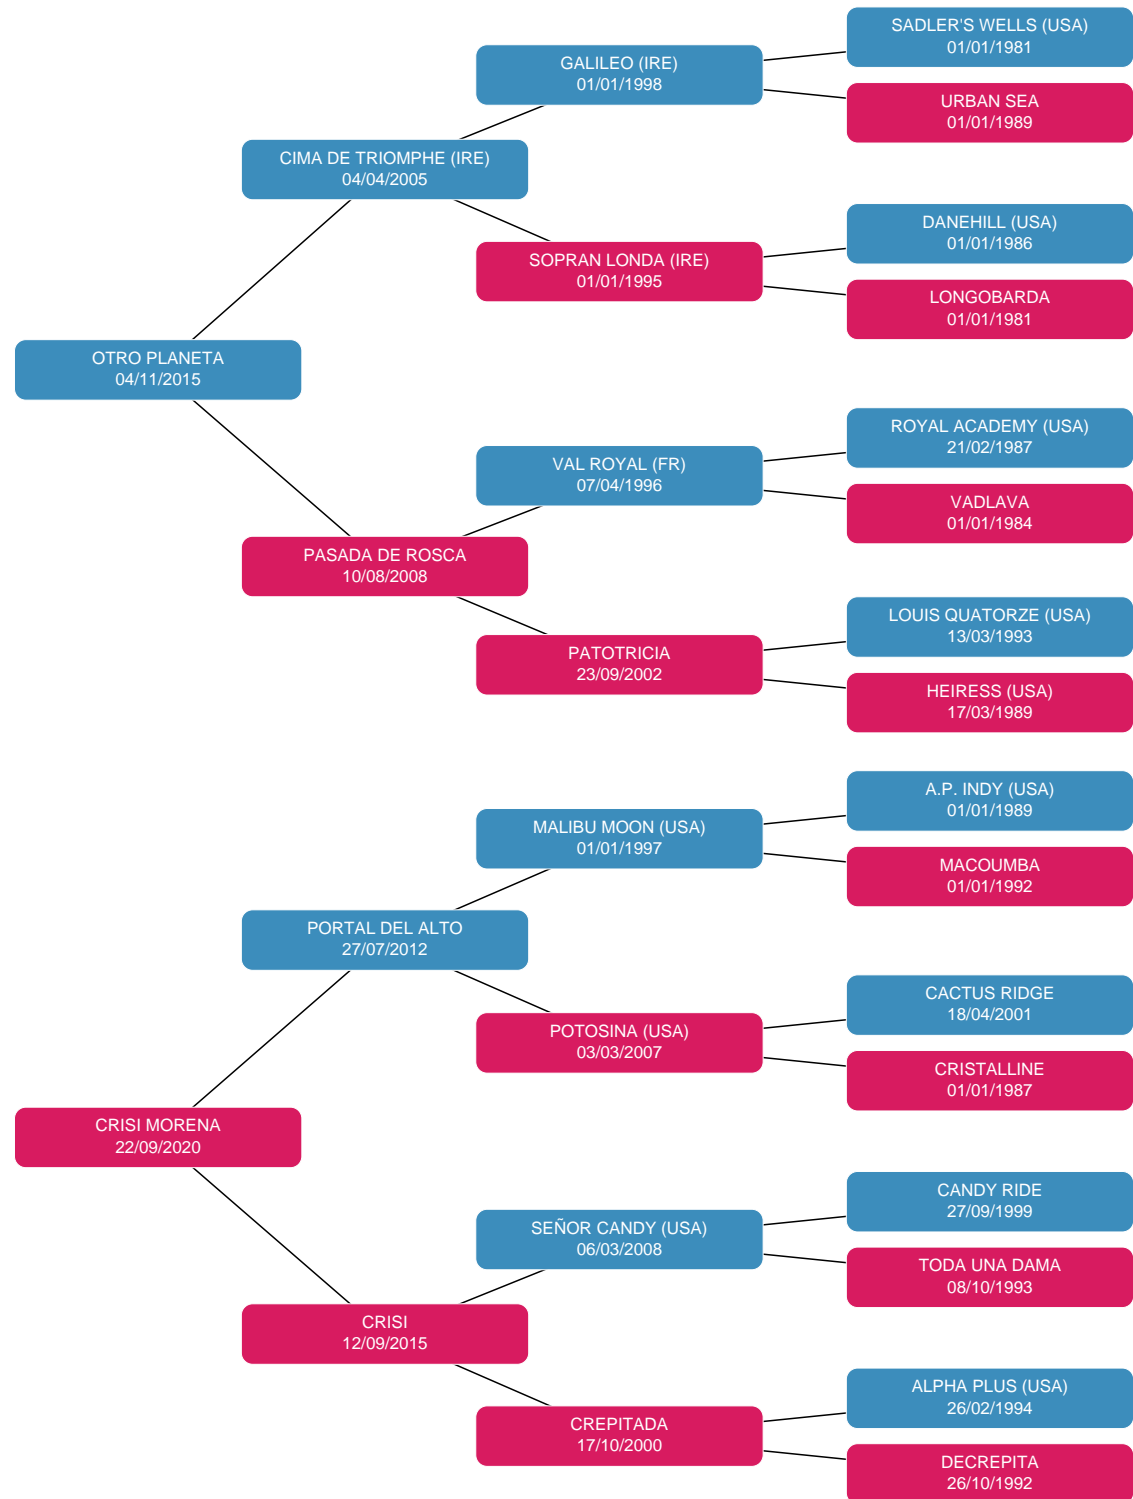 SADLER'S WELLS (USA)
01/01/1981
GALILEO (IRE)
01/01/1998
URBAN SEA
01/01/1989
CIMA DE TRIOMPHE (IRE)
04/04/2005
DANEHILL (USA)
01/01/1986
SOPRAN LONDA (IRE)
01/01/1995
LONGOBARDA
01/01/1981
OTRO PLANETA
04/11/2015
ROYAL ACADEMY (USA)
21/02/1987
VAL ROYAL (FR)
07/04/1996
VADLAVA
01/01/1984
PASADA DE ROSCA
10/08/2008
LOUIS QUATORZE (USA)
13/03/1993
PATOTRICIA
23/09/2002
HEIRESS (USA)
17/03/1989
A.P. INDY (USA)
01/01/1989
MALIBU MOON (USA)
01/01/1997
MACOUMBA
01/01/1992
PORTAL DEL ALTO
27/07/2012
CACTUS RIDGE
18/04/2001
POTOSINA (USA)
03/03/2007
CRISTALLINE
01/01/1987
CRISI MORENA
22/09/2020
CANDY RIDE
27/09/1999
SEÑOR CANDY (USA)
06/03/2008
TODA UNA DAMA
08/10/1993
CRISI
12/09/2015
ALPHA PLUS (USA)
26/02/1994
CREPITADA
17/10/2000
DECREPITA
26/10/1992